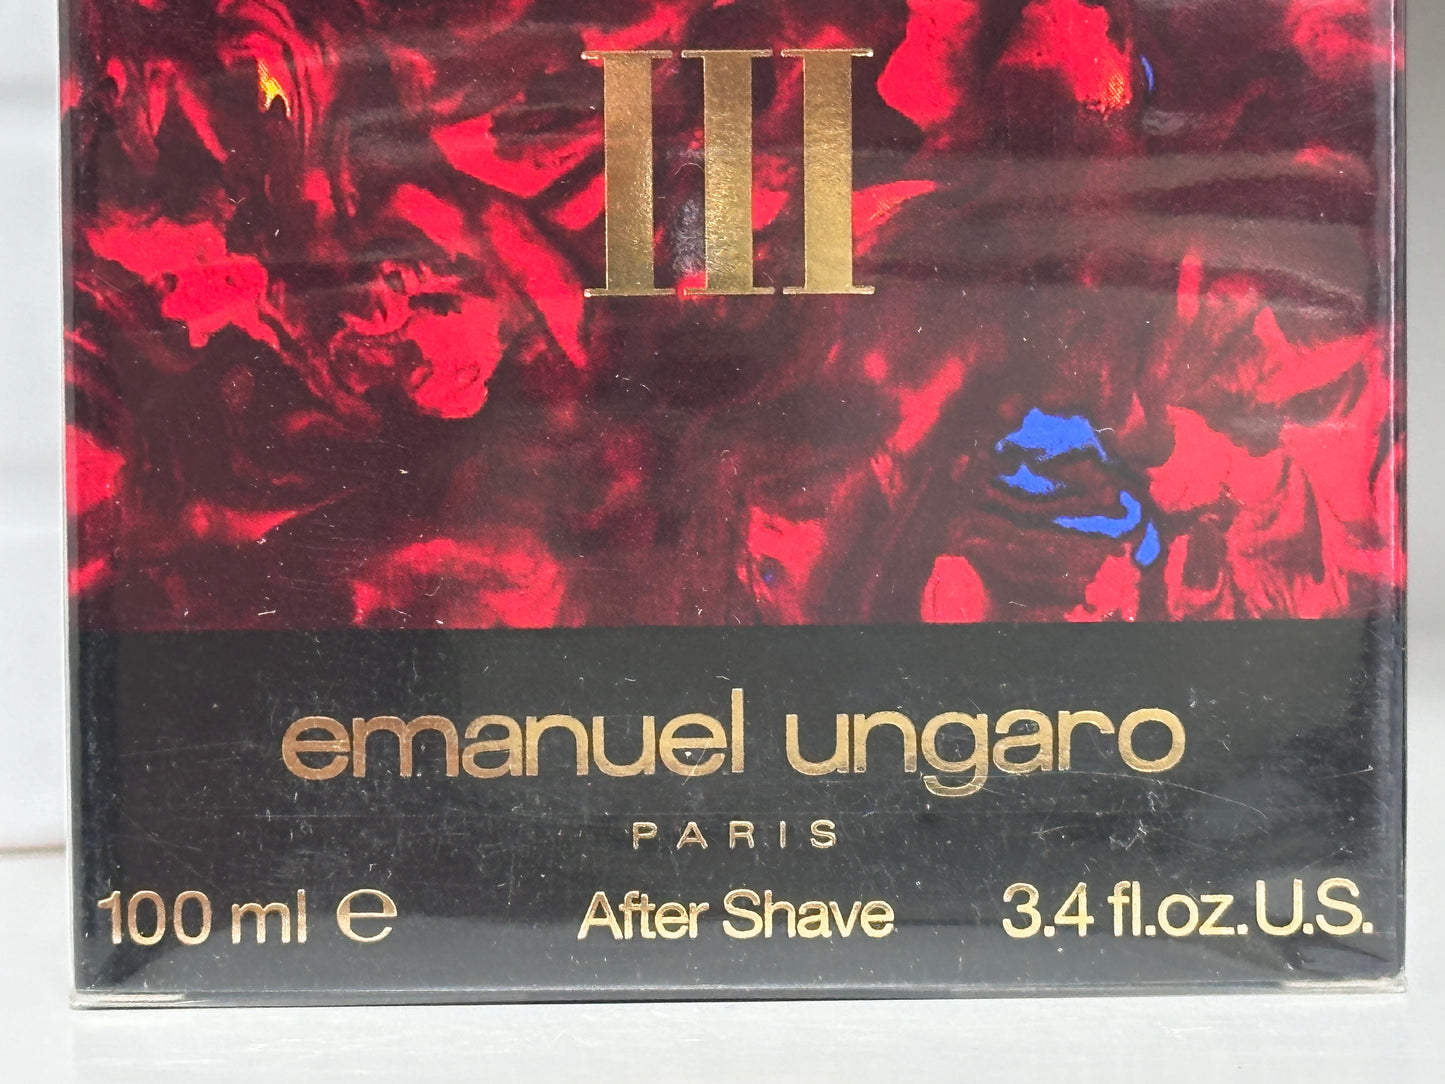 III
emanuel ungaro
PARIS
100 ml ℮ After Shave 3.4 fl.oz.U.S.